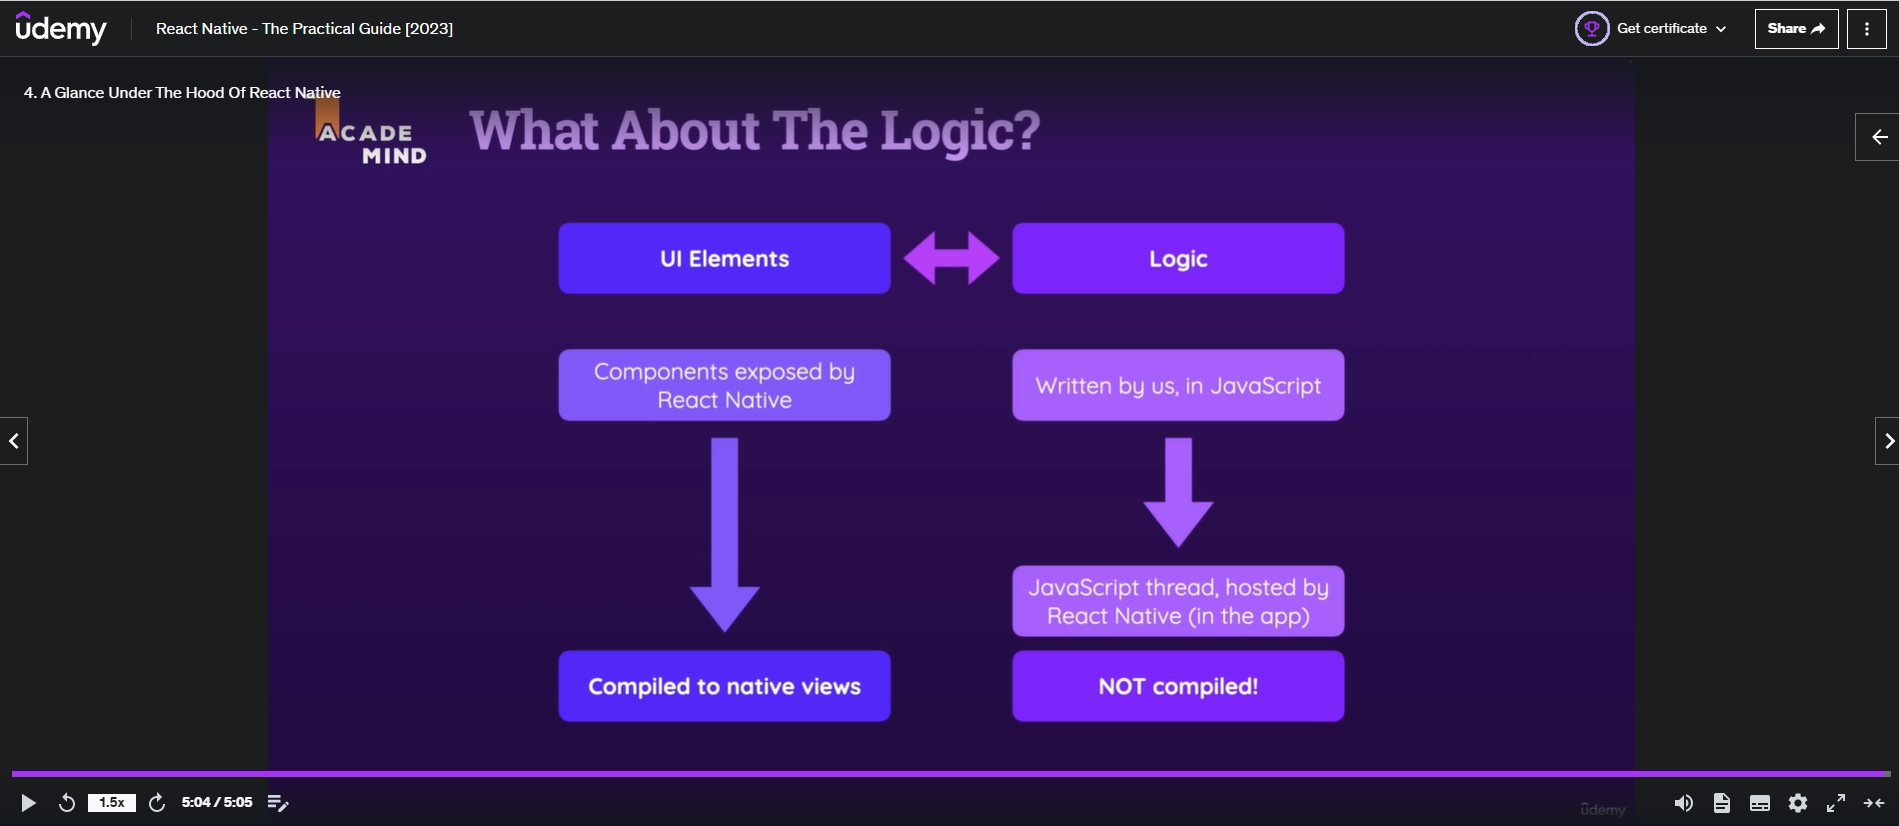 ûdemy
React Native - The Practical Guide [2023]
Get certificate
Share
4. A Glance Under The Hood Of React Native
ACADE
MIND
What About The Logic?
UI Elements
Logic
Components exposed by
React Native
Written by us, in JavaScript
JavaScript thread, hosted by
React Native (in the app)
Compiled to native views
NOT compiled!
1.5x
5:04 / 5:05
ûdemy